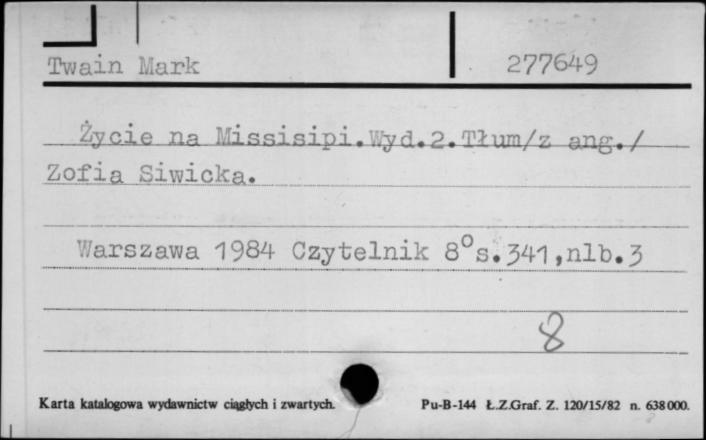 Twain Mark 277649
Życie na Missisipi.Wyd.2.Tłum/z ang./
Zofia Siwicka.
Warszawa 1984 Czytelnik 8°s.341,nlb.3
8
Karta katalogowa wydawnictw ciągłych i zwartych. Pu-B-144 Ł.Z.Graf. Z. 120/15/82 n. 638000.